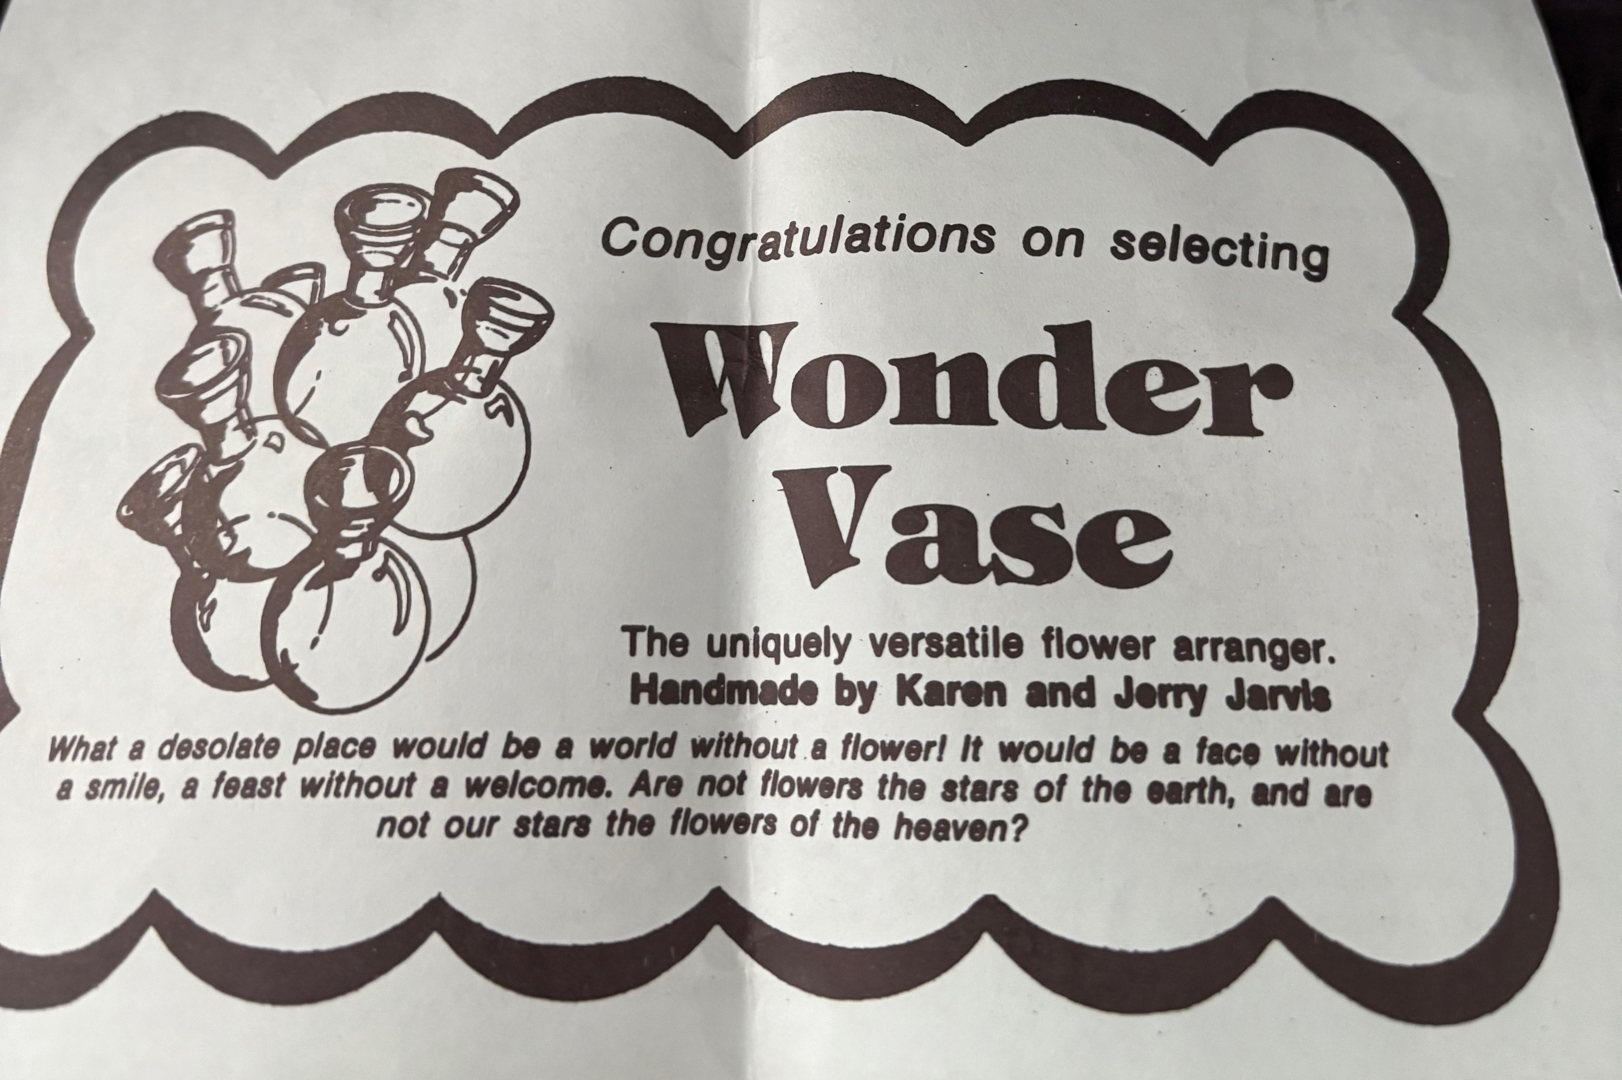 Congratulations on selecting
Wonder
Vase
The uniquely versatile flower arranger.
Handmade by Karen and Jerry Jarvis
What a desolate place would be a world without a flower! It would be a face without
a smile, a feast without a welcome. Are not flowers the stars of the earth, and are
not our stars the flowers of the heaven?